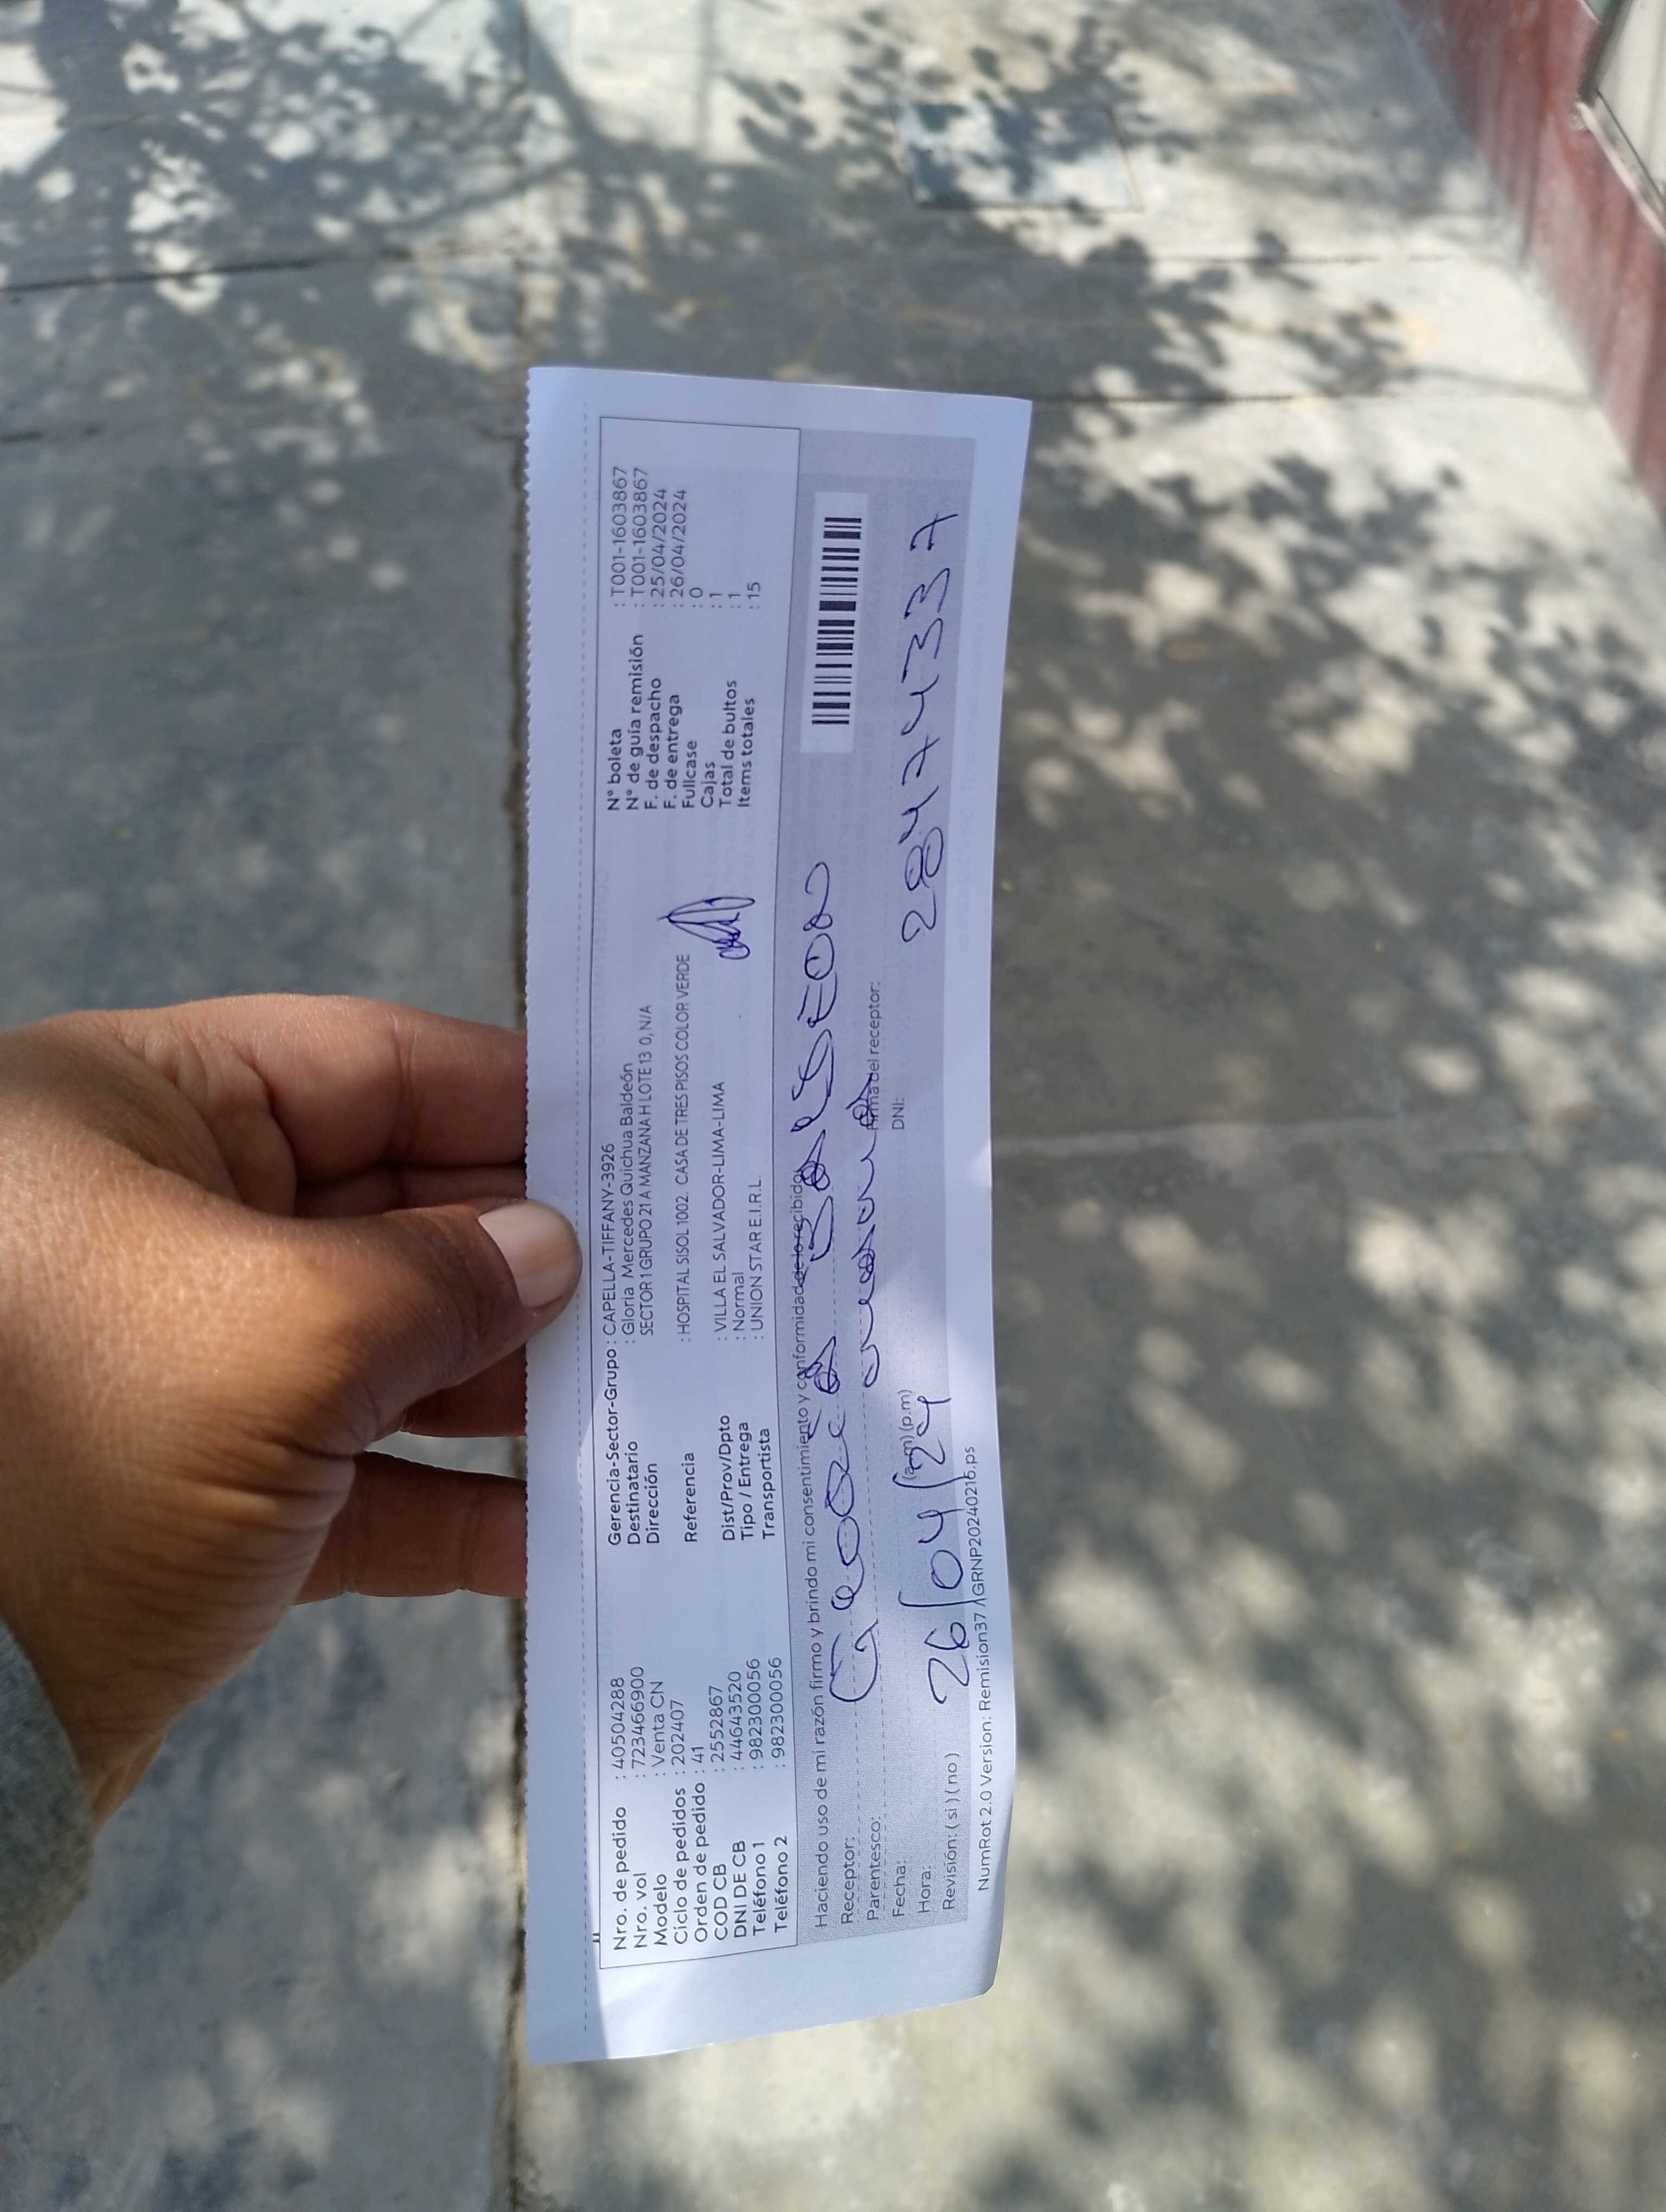 Nro. de pedido : 40504288
Nro. vol : 723466900
Modelo : Venta CN
Ciclo de pedidos : 202407
Orden de pedido : 41
COD CB : 2552867
DNI DE CB : 44643520
Teléfono 1 : 982300056
Teléfono 2 : 982300056
Gerencia-Sector-Grupo : CAPELLA-TIFFANY-3926
Destinatario : Gloria Mercedes Quichua Baldeón
Dirección SECTOR 1 GRUPO 21 A MANZANA H LOTE 13 0, N/A
Referencia : HOSPITAL SISOL 1002. CASA DE TRES PISOS COLOR VERDE
Dist/Prov/Dpto : VILLA EL SALVADOR-LIMA-LIMA
Tipo / Entrega : Normal
Transportista : UNION STAR E.I.R.L.
N° boleta : T001-1603867
N° de guía remisión : T001-1603867
F. de despacho : 25/04/2024
F. de entrega : 26/04/2024
Fullcase : 0
Cajas : 1
Total de bultos : 1
Items totales : 15
Haciendo uso de mi razón firmo y brindo mi consentimiento y conformidad de lo recibido
Receptor:
Parentesco:
Firma del receptor:
Fecha: 26/04/24
DNI: 28474337
Hora: (a.m) (p.m)
Revisión: ( si ) ( no )
NumRot 2.0 Version: Remision37 /GRNP20240216.ps